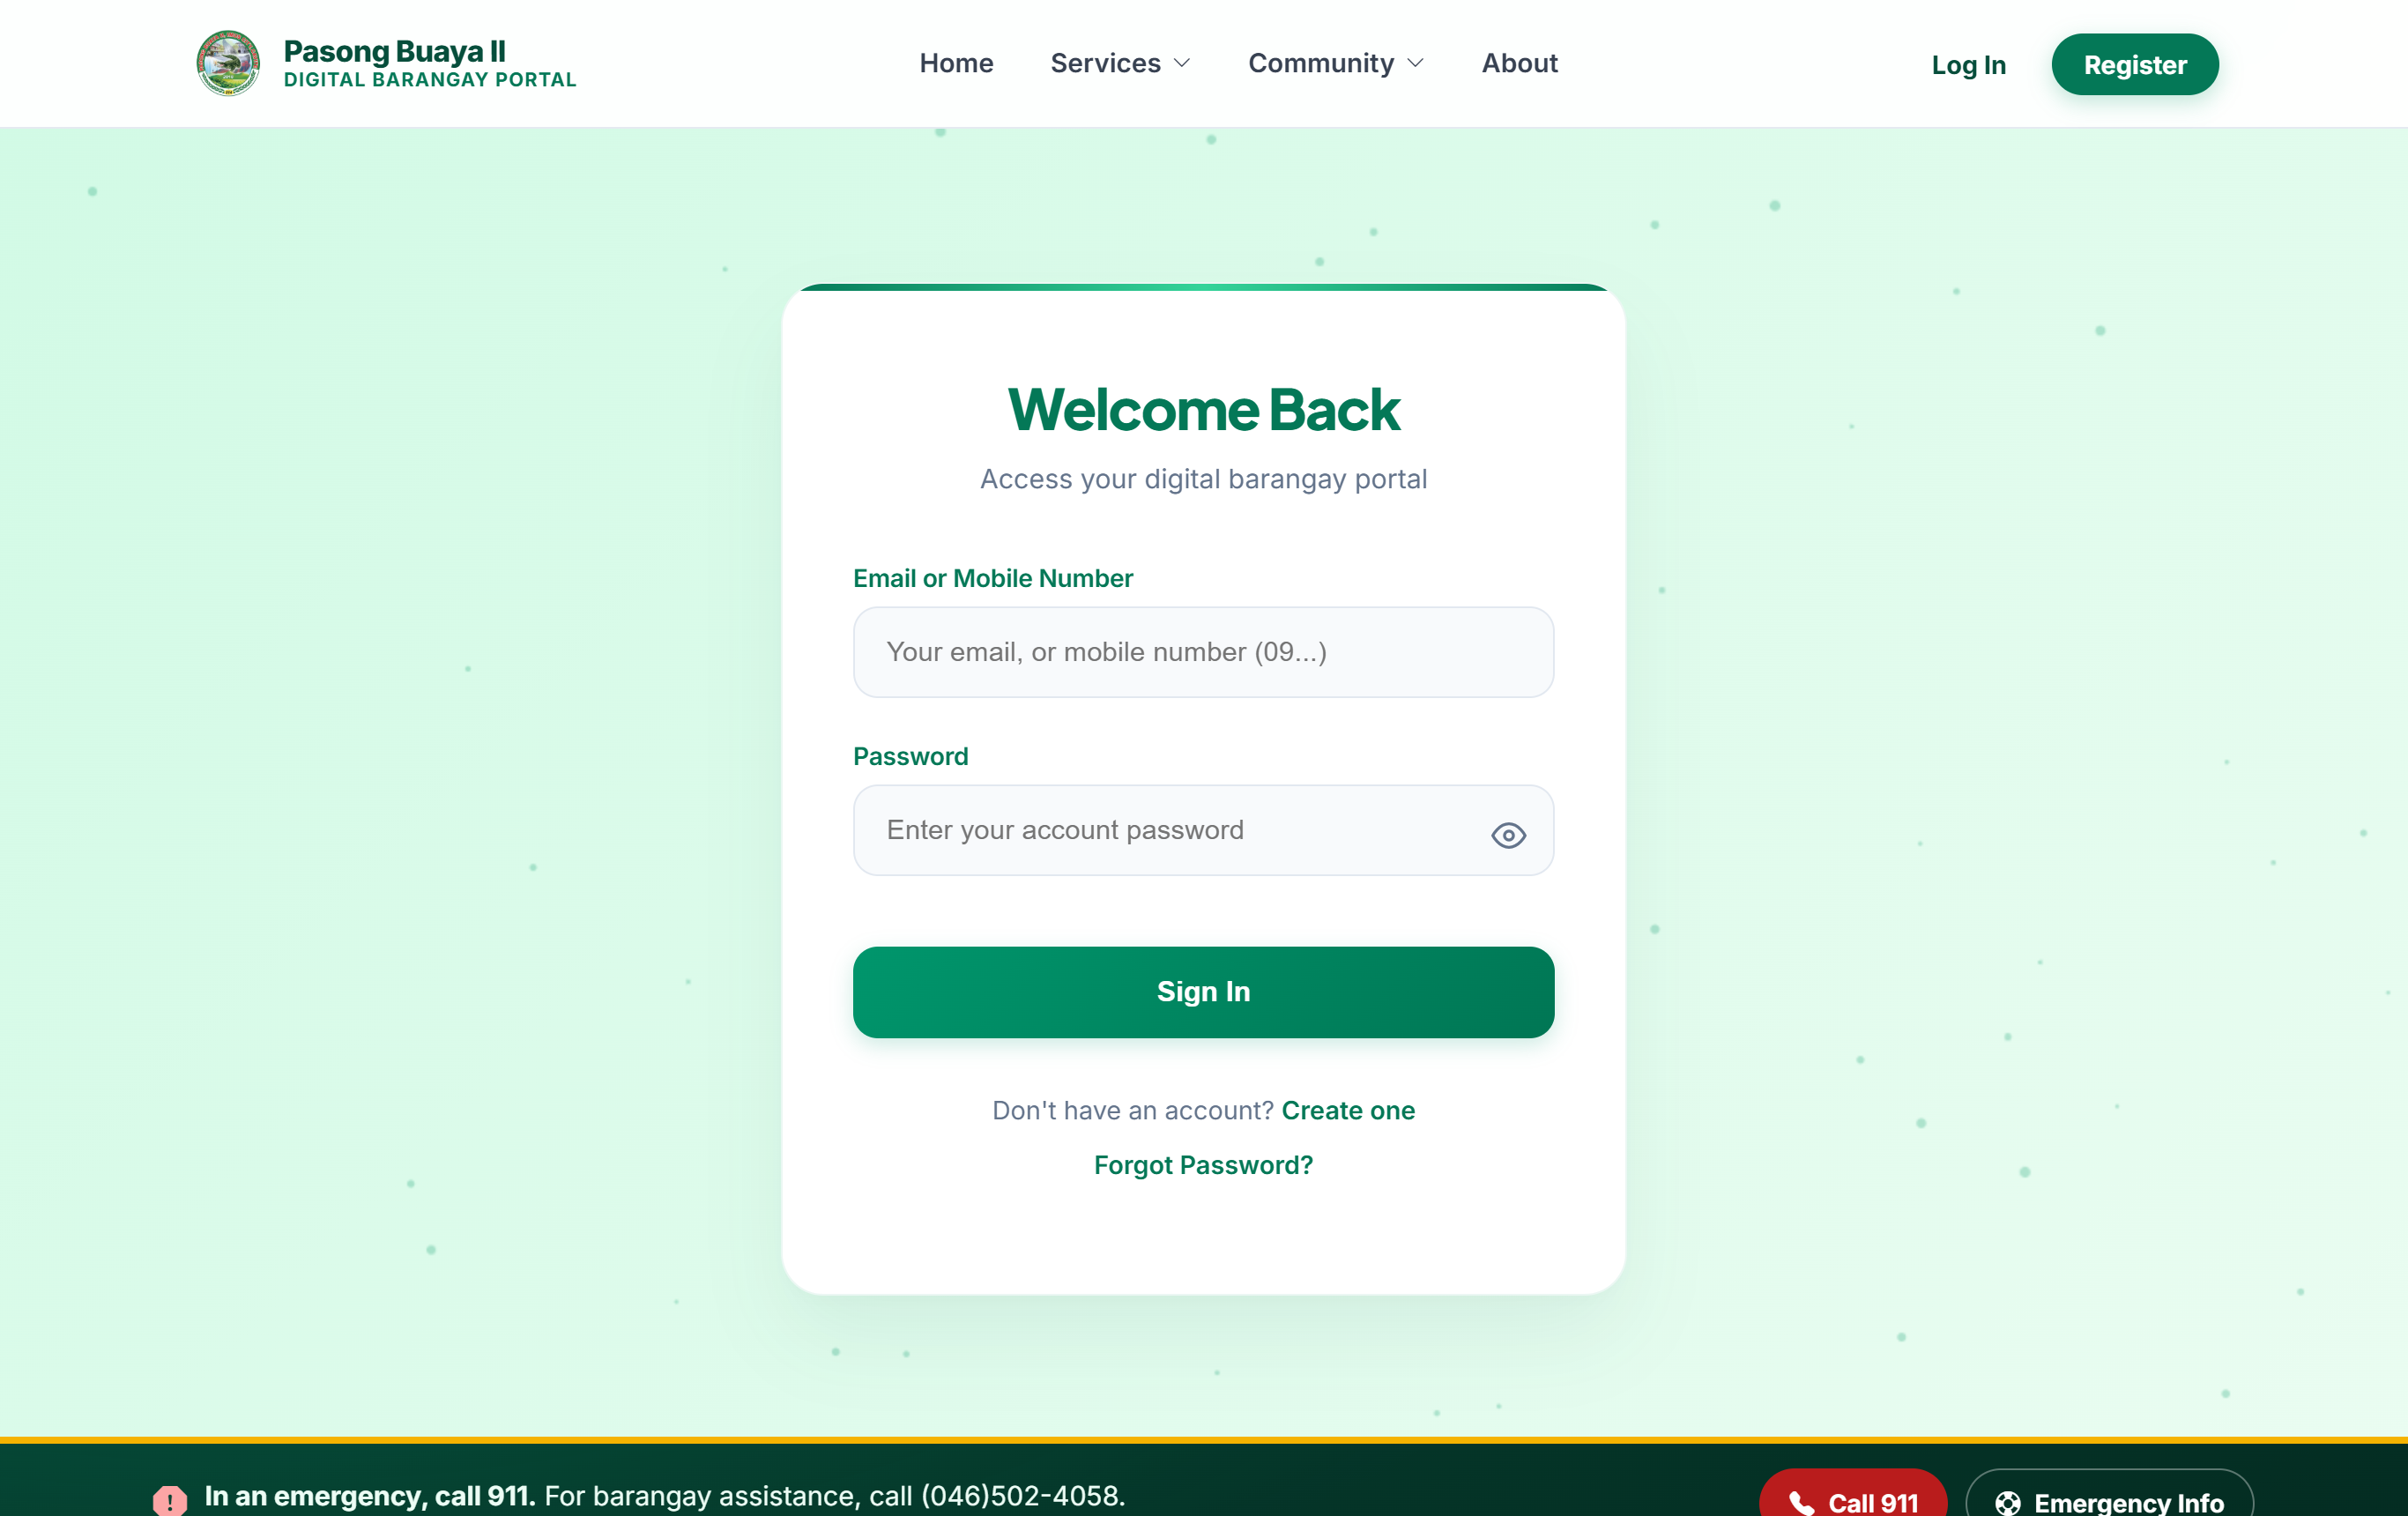 Pasong Buaya II
DIGITAL BARANGAY PORTAL
Home
Services
Community
About
Log In
Register
Welcome Back
Access your digital barangay portal
Email or Mobile Number
Your email, or mobile number (09...)
Password
Enter your account password
Sign In
Don't have an account? Create one
Forgot Password?
In an emergency, call 911. For barangay assistance, call (046)502-4058.
Call 911
Emergency Info